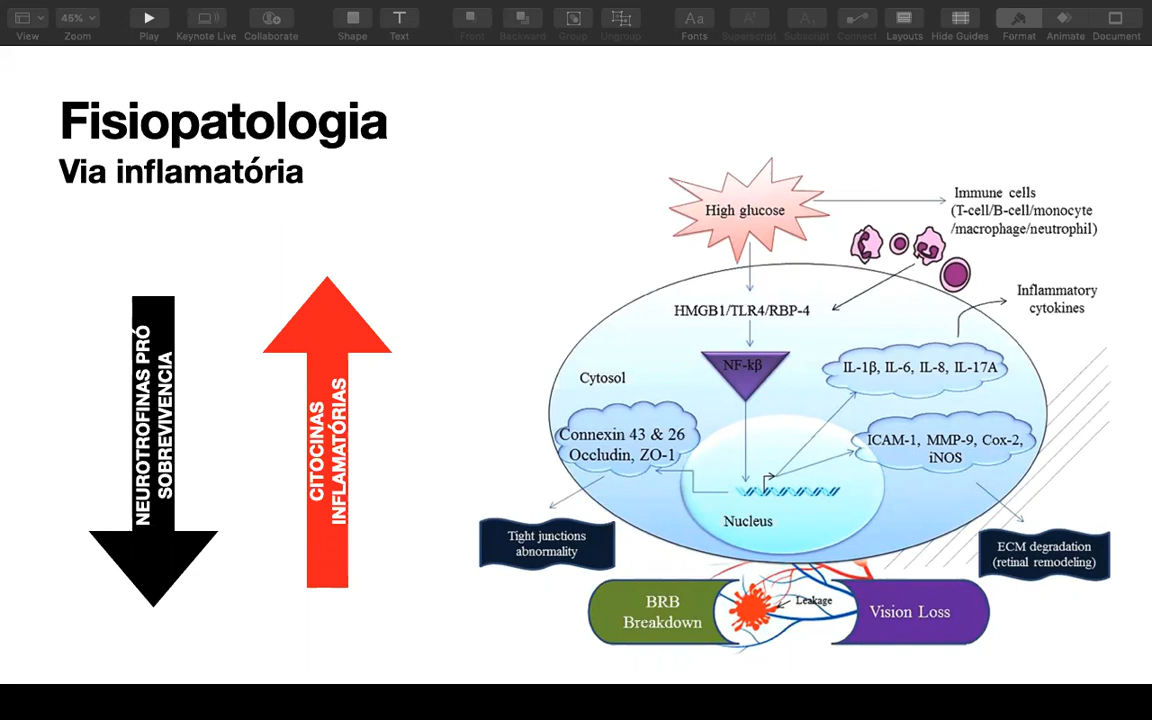 View
Zoom
45%
Play
Keynote Live
Collaborate
Shape
Text
Front
Backward
Group
Ungroup
Fonts
Superscript
Subscript
Connect
Layouts
Hide Guides
Format
Animate
Document
Fisiopatologia
Via inflamatória
NEUROTROFINAS PRÓ
SOBREVIVENCIA
CITOCINAS
INFLAMATÓRIAS
High glucose
Immune cells
(T-cell/B-cell/monocyte
/macrophage/neutrophil)
HMGB1/TLR4/RBP-4
Inflammatory
cytokines
NF-kβ
Cytosol
IL-1β, IL-6, IL-8, IL-17A
Connexin 43 & 26
Occludin, ZO-1
ICAM-1, MMP-9, Cox-2,
iNOS
Nucleus
Tight junctions
abnormality
ECM degradation
(retinal remodeling)
BRB
Breakdown
Leakage
Vision Loss